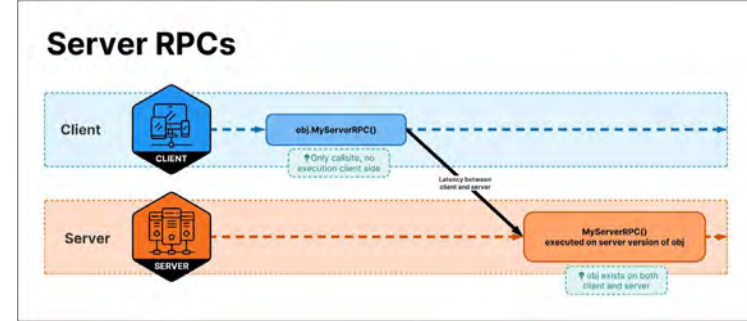 Server RPCs
Client
CLIENT
obj.MyServerRPC()
Only callsite, no
execution client side
Latency between
client and server
Server
SERVER
MyServerRPC()
executed on server version of obj
obj exists on both
client and server